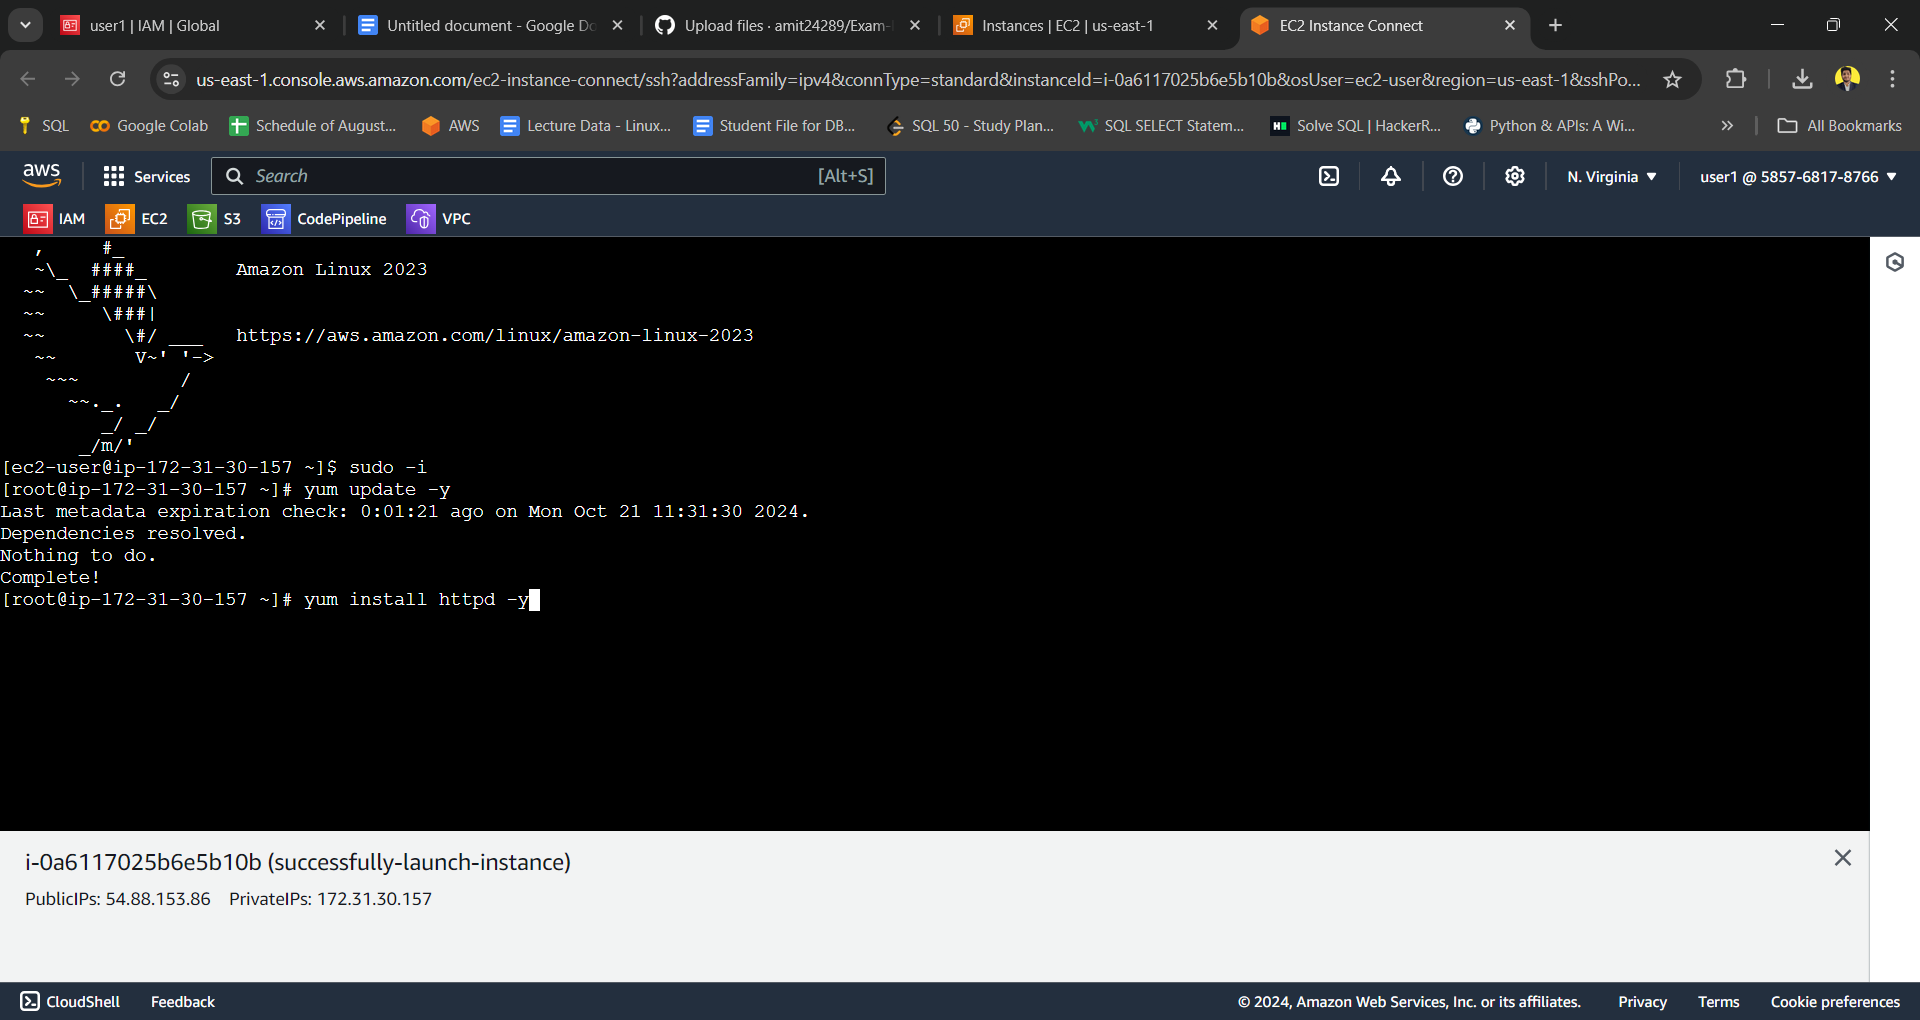 user1 | IAM | Global
Untitled document - Google Do
Upload files · amit24289/Exam-
Instances | EC2 | us-east-1
EC2 Instance Connect
us-east-1.console.aws.amazon.com/ec2-instance-connect/ssh?addressFamily=ipv4&connType=standard&instanceId=i-0a6117025b6e5b10b&osUser=ec2-user&region=us-east-1&sshPo...
SQL
Google Colab
Schedule of August...
AWS
Lecture Data - Linux...
Student File for DB...
SQL 50 - Study Plan...
SQL SELECT Statem...
Solve SQL | HackerR...
Python & APIs: A Wi...
All Bookmarks
aws
Services
Search
[Alt+S]
N. Virginia
user1 @ 5857-6817-8766
IAM
EC2
S3
CodePipeline
VPC
   ,     #_
   ~\_  ####_        Amazon Linux 2023
  ~~  \_#####\
  ~~     \###|
  ~~       \#/ ___   https://aws.amazon.com/linux/amazon-linux-2023
   ~~       V~' '->
    ~~~         /
      ~~._.   _/
         _/ _/
       _/m/'
[ec2-user@ip-172-31-30-157 ~]$ sudo -i
[root@ip-172-31-30-157 ~]# yum update -y
Last metadata expiration check: 0:01:21 ago on Mon Oct 21 11:31:30 2024.
Dependencies resolved.
Nothing to do.
Complete!
[root@ip-172-31-30-157 ~]# yum install httpd -y
i-0a6117025b6e5b10b (successfully-launch-instance)
PublicIPs: 54.88.153.86 PrivateIPs: 172.31.30.157
CloudShell
Feedback
© 2024, Amazon Web Services, Inc. or its affiliates.
Privacy
Terms
Cookie preferences